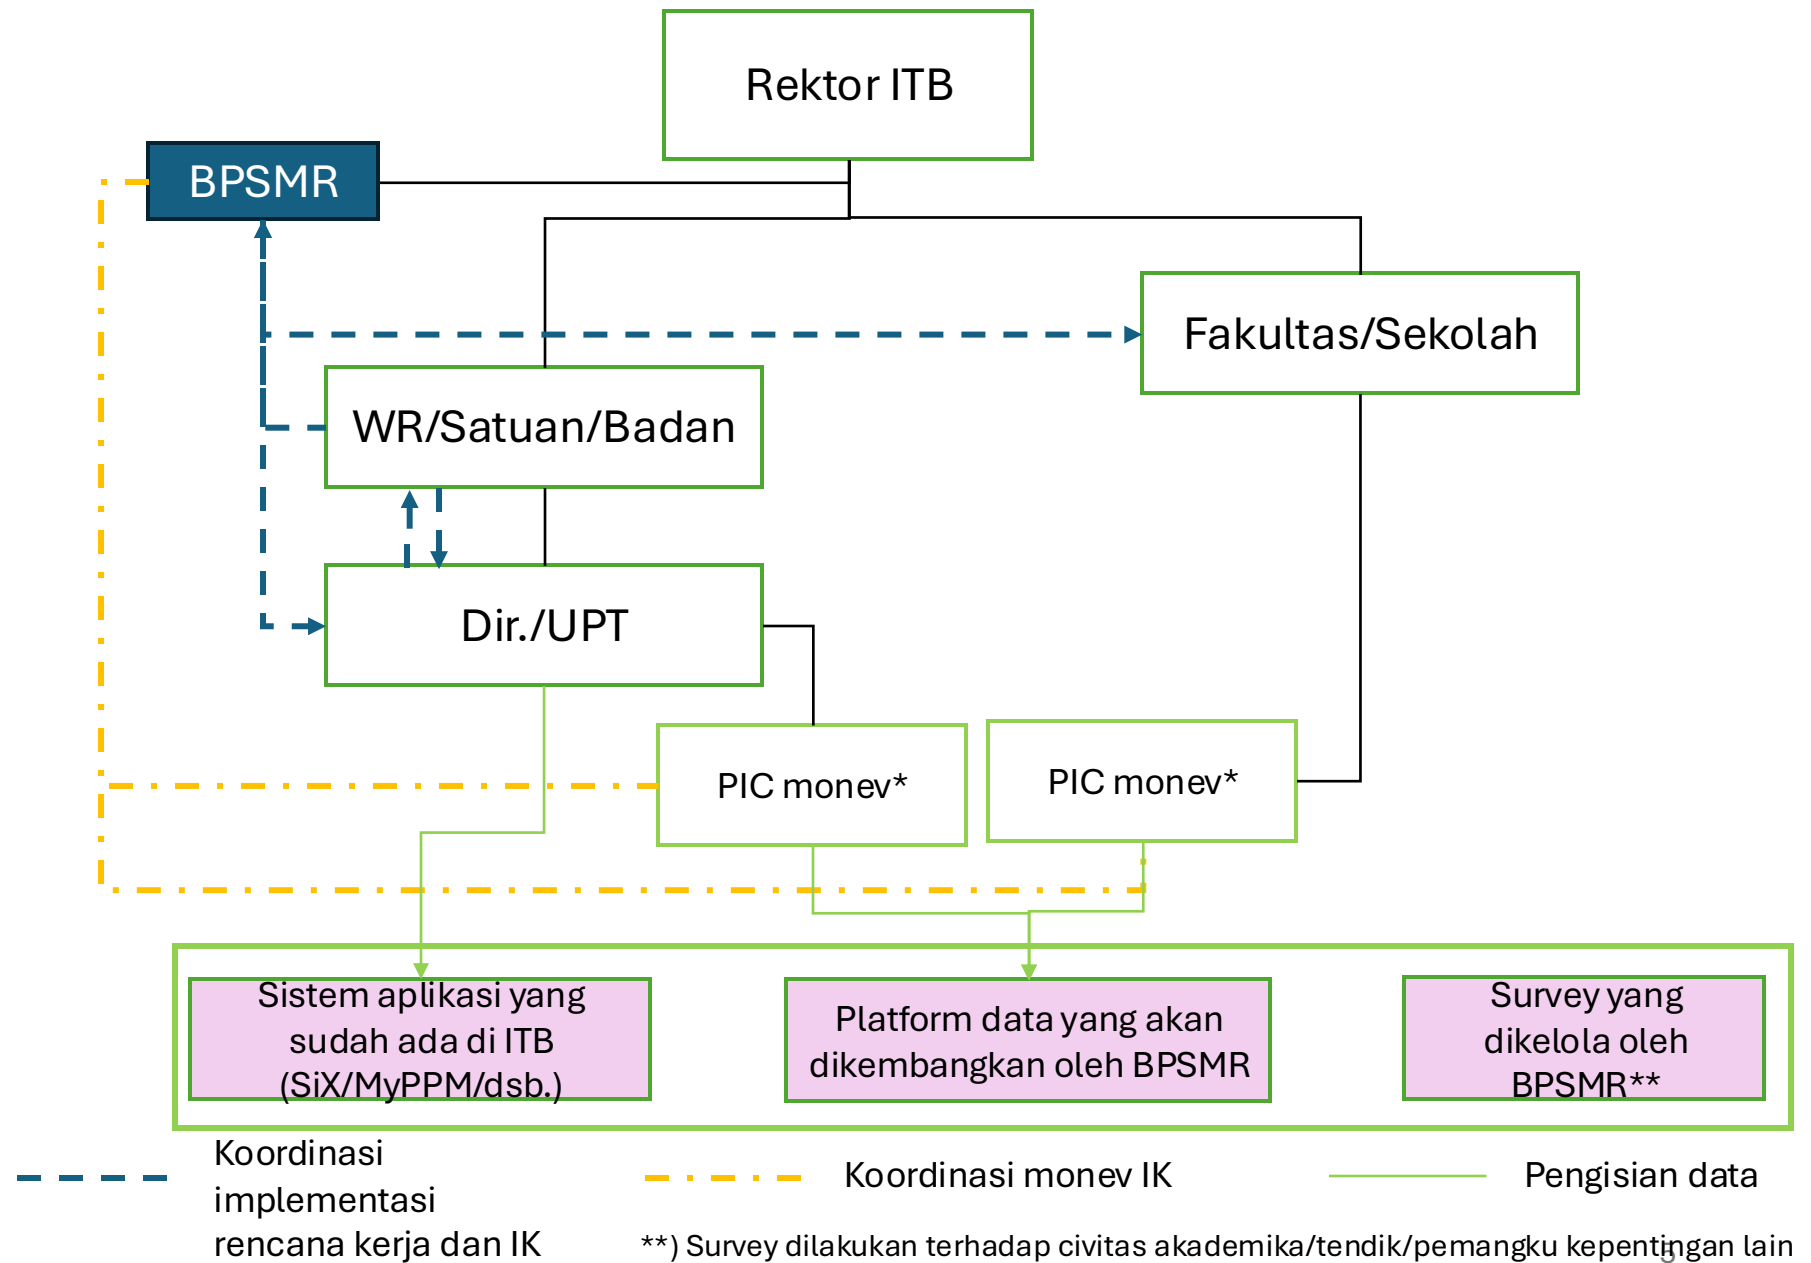 Rektor ITB
BPSMR
Fakultas/Sekolah
WR/Satuan/Badan
Dir./UPT
PIC monev*
PIC monev*
Sistem aplikasi yang
sudah ada di ITB
(SiX/MyPPM/dsb.)
Platform data yang akan
dikembangkan oleh BPSMR
Survey yang
dikelola oleh
BPSMR**
Koordinasi
implementasi
rencana kerja dan IK
Koordinasi monev IK
Pengisian data
**) Survey dilakukan terhadap civitas akademika/tendik/pemangku kepentingan lain
5